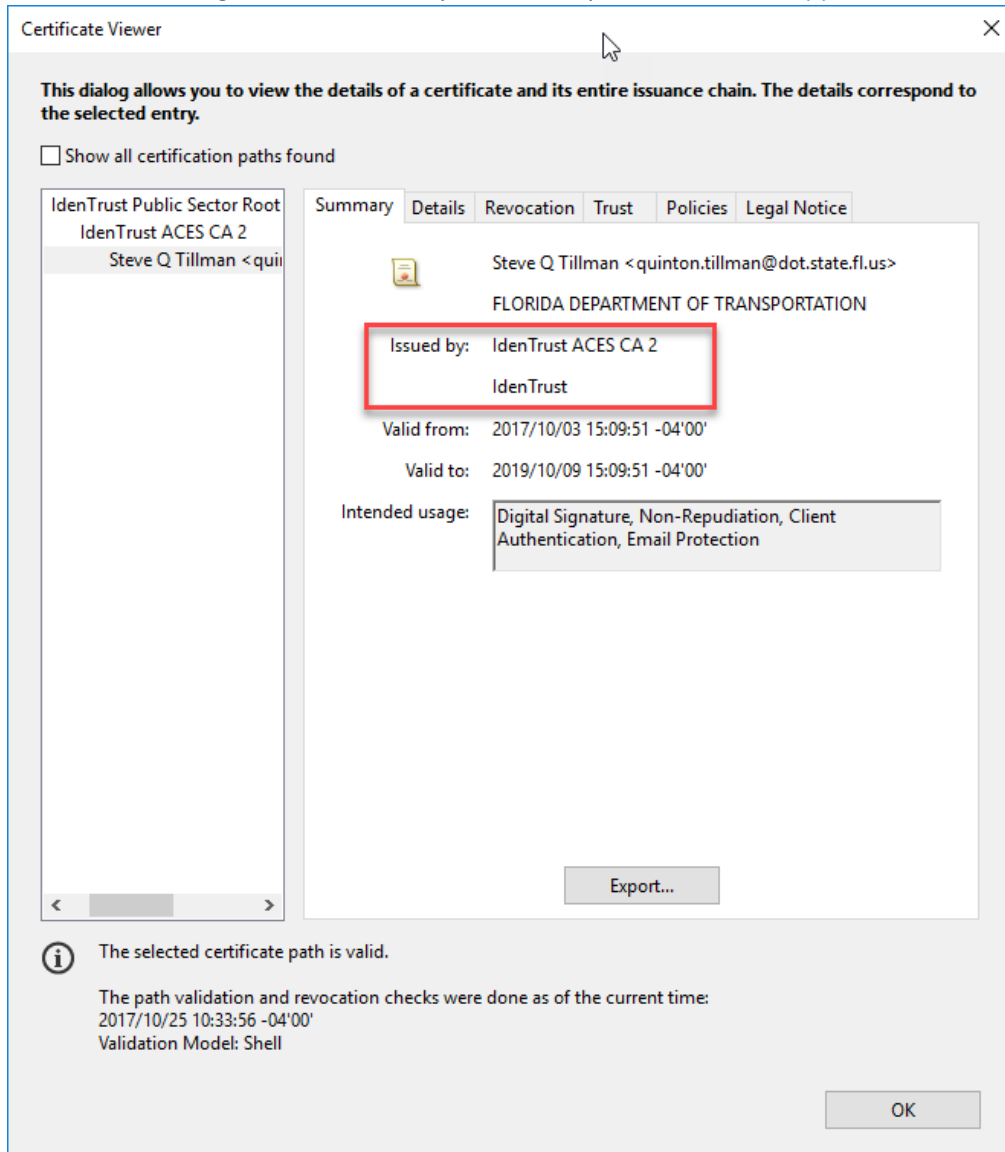 Certificate Viewer
This dialog allows you to view the details of a certificate and its entire issuance chain. The details correspond to
the selected entry.
Show all certification paths found
IdenTrust Public Sector Root
IdenTrust ACES CA 2
Steve Q Tillman <quin
Summary Details Revocation Trust Policies Legal Notice
Steve Q Tillman <quinton.tillman@dot.state.fl.us>
FLORIDA DEPARTMENT OF TRANSPORTATION
Issued by: IdenTrust ACES CA 2
IdenTrust
Valid from: 2017/10/03 15:09:51 -04'00'
Valid to: 2019/10/09 15:09:51 -04'00'
Intended usage: Digital Signature, Non-Repudiation, Client
Authentication, Email Protection
Export...
The selected certificate path is valid.
The path validation and revocation checks were done as of the current time:
2017/10/25 10:33:56 -04'00'
Validation Model: Shell
OK